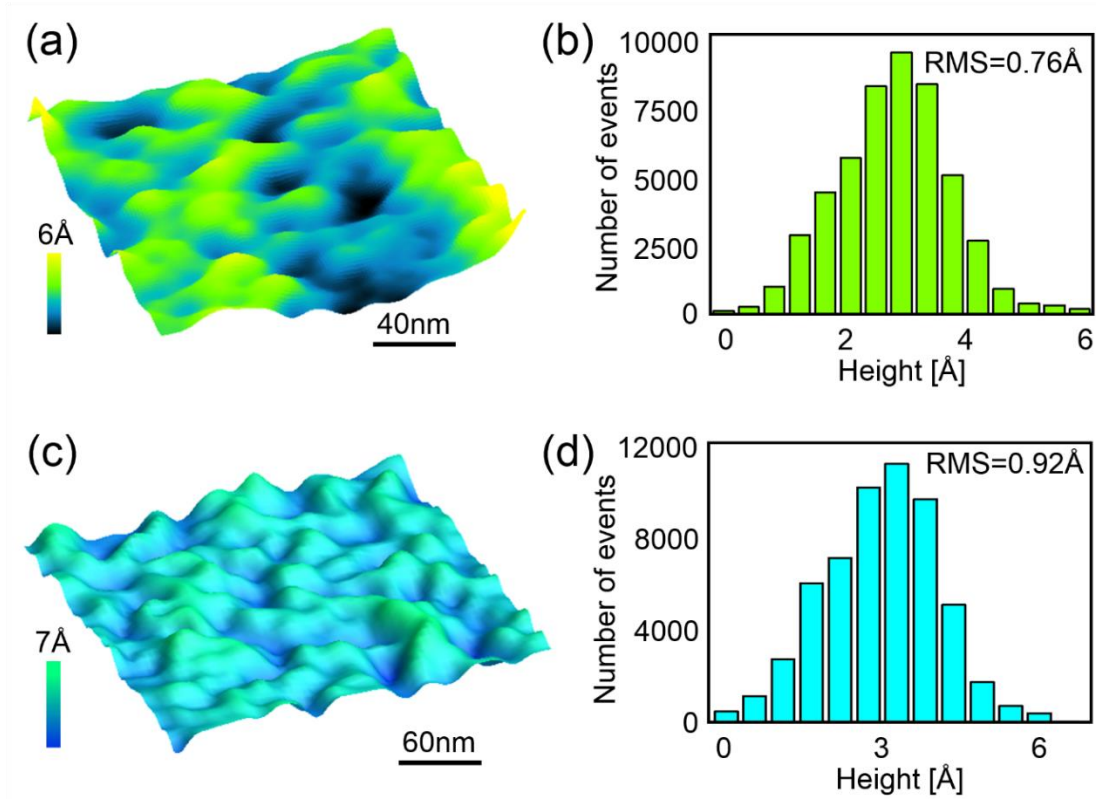 (a)
6Å
40nm
(b)
RMS=0.76Å
Number of events
10000
7500
5000
2500
0
0 2 4 6
Height [Å]
(c)
7Å
60nm
(d)
RMS=0.92Å
Number of events
12000
8000
4000
0
0 3 6
Height [Å]